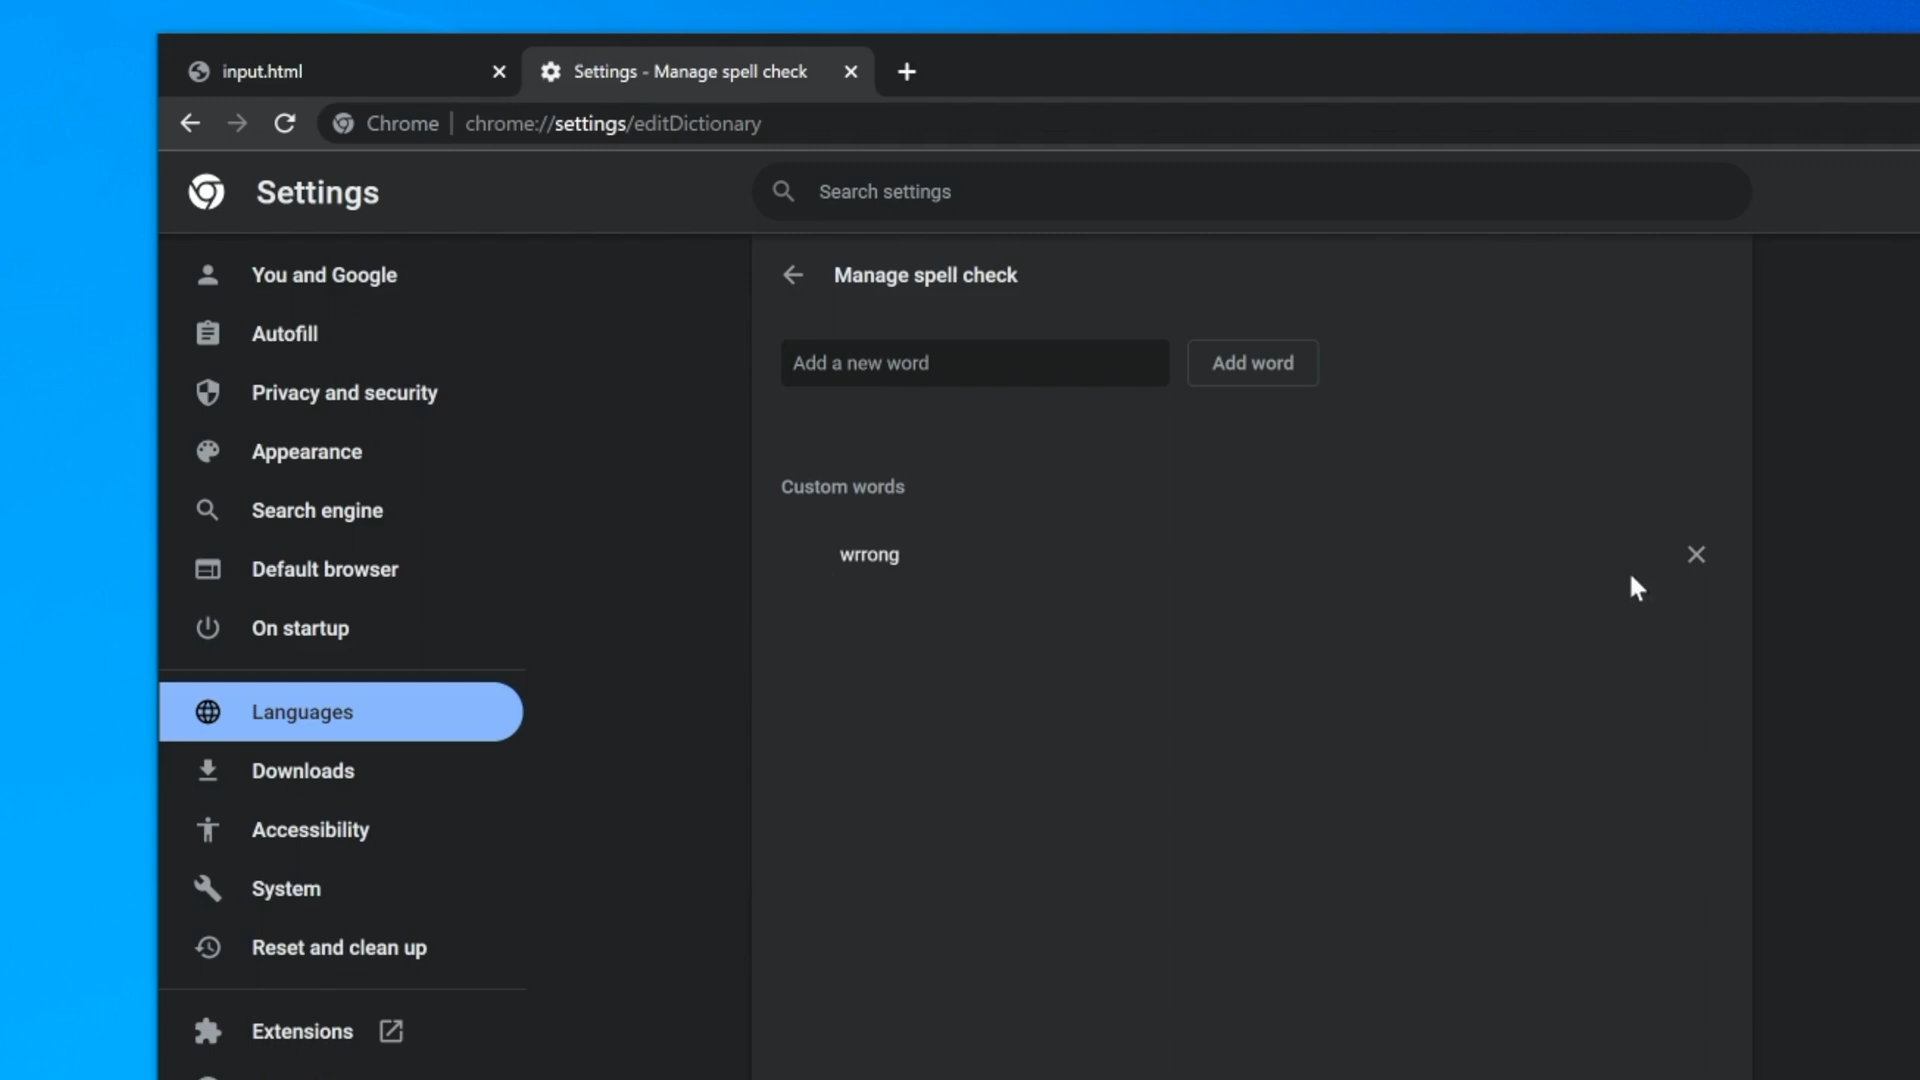 input.html
Settings - Manage spell check
Chrome | chrome://settings/editDictionary
Settings
Search settings
You and Google
Autofill
Privacy and security
Appearance
Search engine
Default browser
On startup
Languages
Downloads
Accessibility
System
Reset and clean up
Extensions
Manage spell check
Add a new word
Add word
Custom words
wrrong